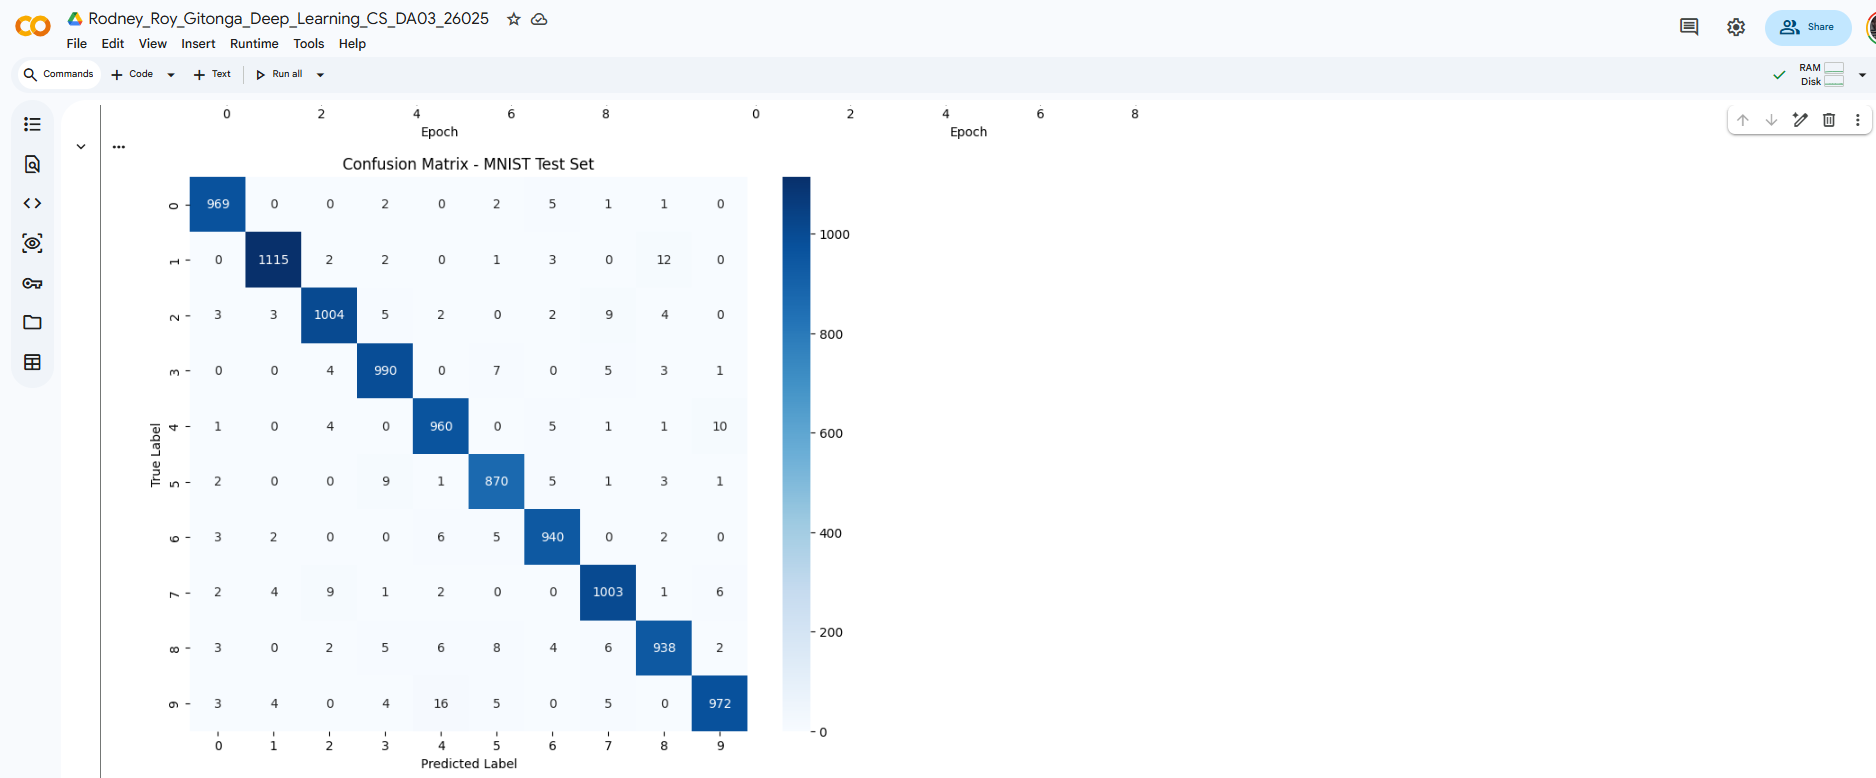 Rodney_Roy_Gitonga_Deep_Learning_CS_DA03_26025
File Edit View Insert Runtime Tools Help
Share
Commands + Code + Text Run all
RAM
Disk
0 2 4 6 8 0 2 4 6 8
Epoch Epoch
Confusion Matrix - MNIST Test Set
0 969 0 0 2 0 2 5 1 1 0
1 0 1115 2 2 0 1 3 0 12 0
2 3 3 1004 5 2 0 2 9 4 0
3 0 0 4 990 0 7 0 5 3 1
4 1 0 4 0 960 0 5 1 1 10
5 2 0 0 9 1 870 5 1 3 1
6 3 2 0 0 6 5 940 0 2 0
7 2 4 9 1 2 0 0 1003 1 6
8 3 0 2 5 6 8 4 6 938 2
9 3 4 0 4 16 5 0 5 0 972
True Label
0 1 2 3 4 5 6 7 8 9
Predicted Label
1000
800
600
400
200
0